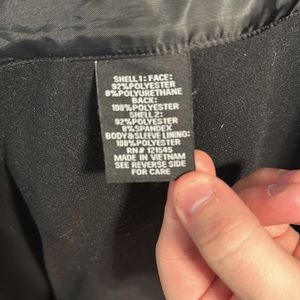 SHELL 1: FACE:
92% POLYESTER
8% POLYURETHANE
BACK:
100% POLYESTER
SHELL 2:
92% POLYESTER
8% SPANDEX
BODY & SLEEVE LINING:
100% POLYESTER
RN# 121545
MADE IN VIETNAM
SEE REVERSE SIDE
FOR CARE